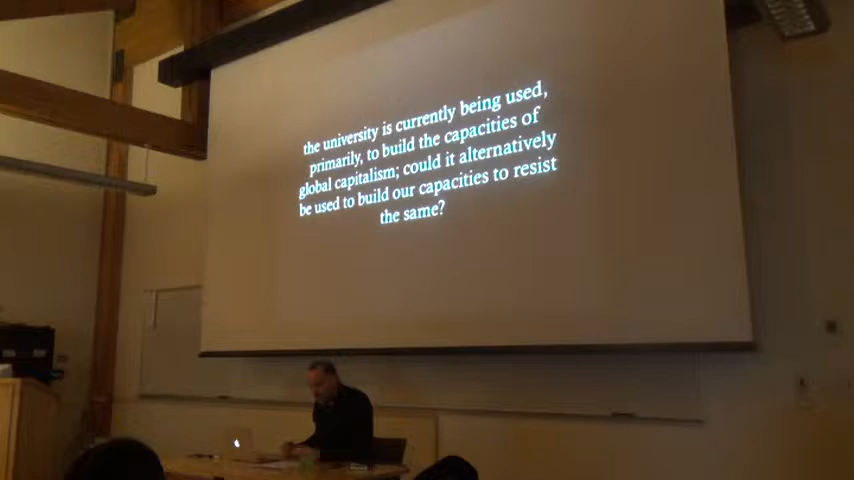 the university is currently being used,
primarily, to build the capacities of
global capitalism; could it alternatively
be used to build our capacities to resist
the same?